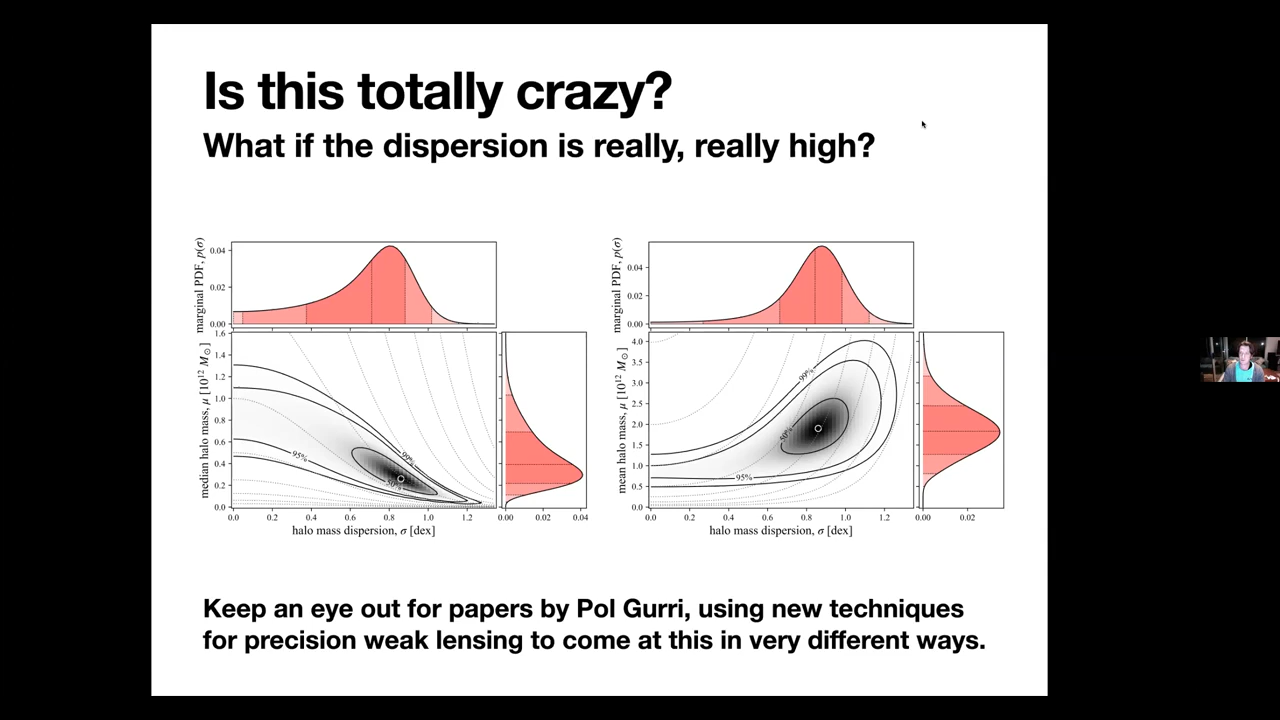 Is this totally crazy?
What if the dispersion is really, really high?
marginal PDF, p(σ)
0.04
0.02
0.00
marginal PDF, p(σ)
0.04
0.02
0.00
median halo mass, μ [10¹² M⊙]
1.6
1.4
1.2
1.0
0.8
0.6
0.4
0.2
0.0
95%
99%
50%
0.0 0.2 0.4 0.6 0.8 1.0 1.2
halo mass dispersion, σ [dex]
0.00 0.02 0.04
mean halo mass, μ [10¹² M⊙]
4.0
3.5
3.0
2.5
2.0
1.5
1.0
0.5
0.0
99%
50%
95%
0.0 0.2 0.4 0.6 0.8 1.0 1.2
halo mass dispersion, σ [dex]
0.00 0.02
Keep an eye out for papers by Pol Gurri, using new techniques
for precision weak lensing to come at this in very different ways.